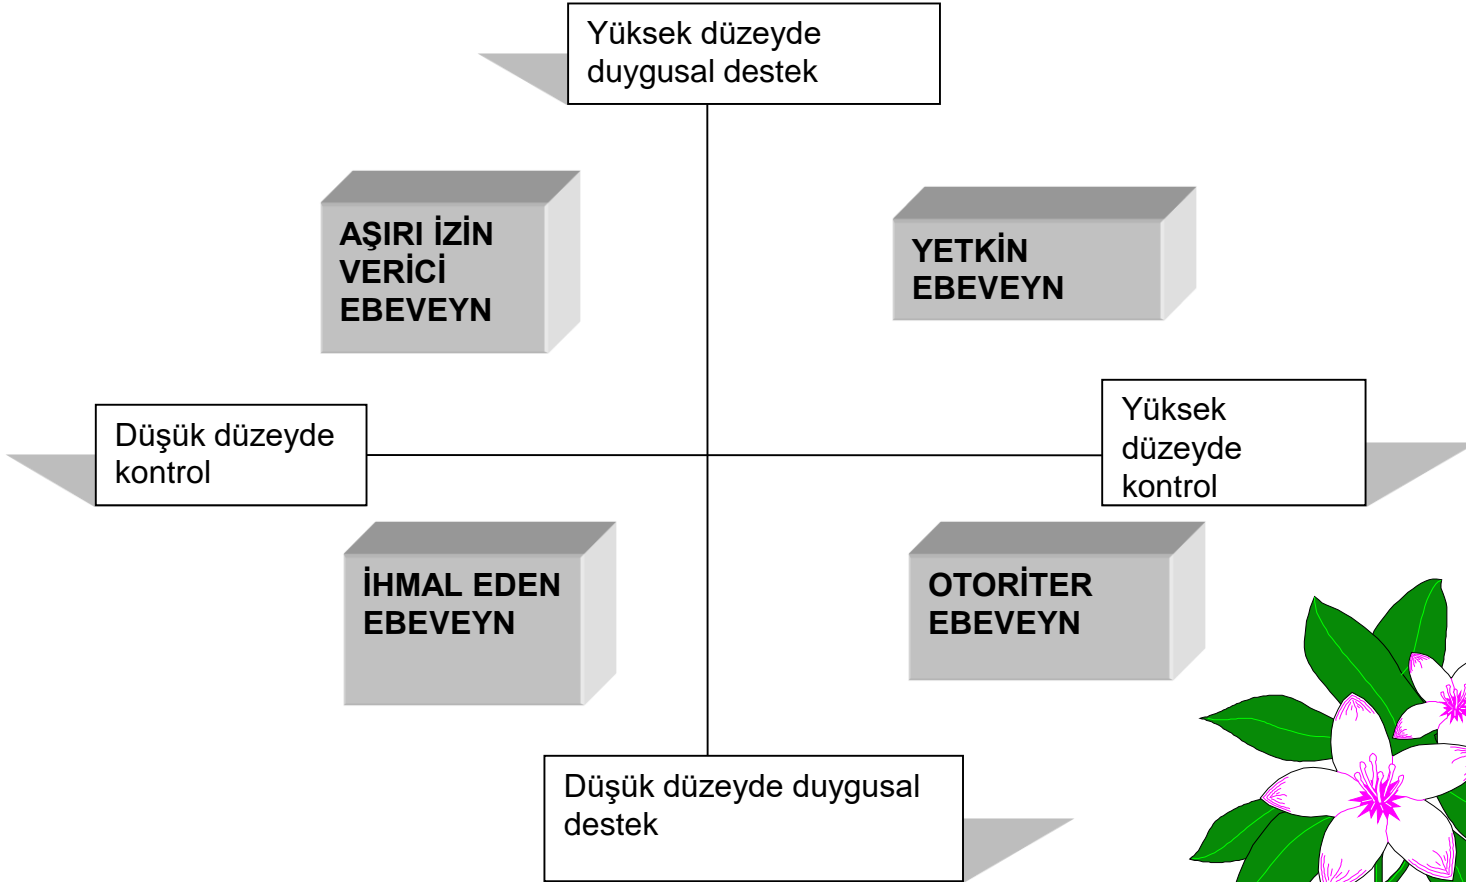 Yüksek düzeyde
duygusal destek
AŞIRI İZİN
VERİCİ
EBEVEYN
YETKİN
EBEVEYN
Düşük düzeyde
kontrol
Yüksek
düzeyde
kontrol
İHMAL EDEN
EBEVEYN
OTORİTER
EBEVEYN
Düşük düzeyde duygusal
destek